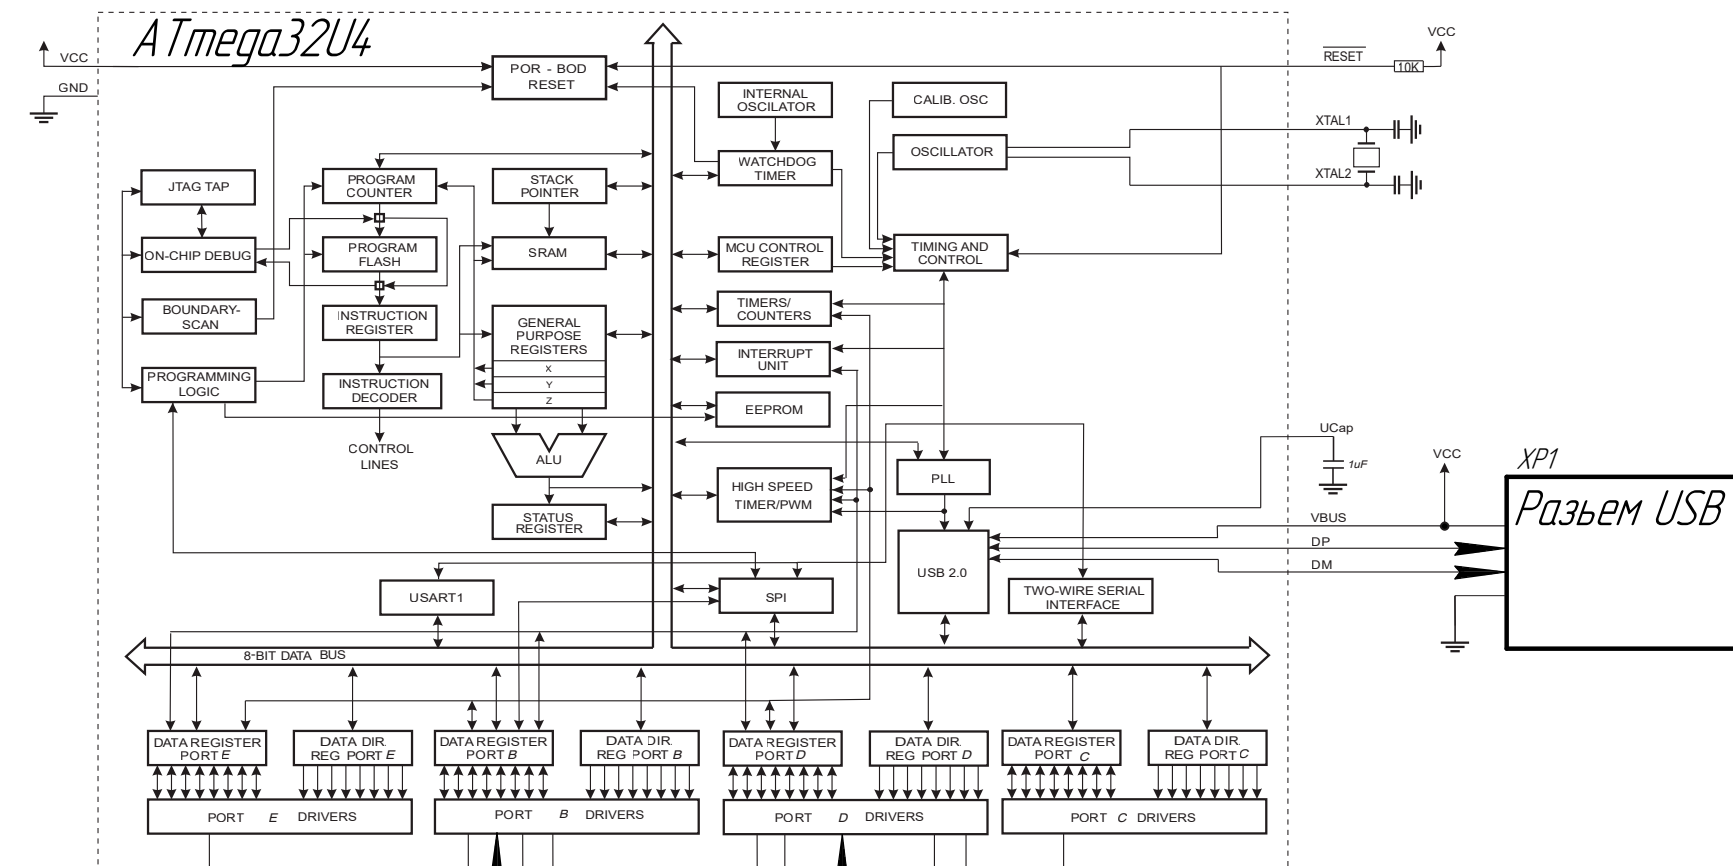 ATmega32U4
VCC
GND
POR - BOD
RESET
RESET
10K
VCC
INTERNAL
OSCILATOR
CALIB. OSC
WATCHDOG
TIMER
OSCILLATOR
XTAL1
XTAL2
JTAG TAP
PROGRAM
COUNTER
STACK
POINTER
ON-CHIP DEBUG
PROGRAM
FLASH
SRAM
MCU CONTROL
REGISTER
TIMING AND
CONTROL
BOUNDARY-
SCAN
INSTRUCTION
REGISTER
GENERAL
PURPOSE
REGISTERS
X
Y
Z
TIMERS/
COUNTERS
INTERRUPT
UNIT
PROGRAMMING
LOGIC
INSTRUCTION
DECODER
EEPROM
CONTROL
LINES
ALU
STATUS
REGISTER
HIGH SPEED
TIMER/PWM
PLL
UCap
1uF
VCC
XP1
Разьем USB
VBUS
DP
DM
USART1
SPI
USB 2.0
TWO-WIRE SERIAL
INTERFACE
8-BIT DATA BUS
DATA REGISTER
PORT E
DATA DIR.
REG PORT E
DATA REGISTER
PORT B
DATA DIR.
REG PORT B
DATA REGISTER
PORT D
DATA DIR.
REG PORT D
DATA REGISTER
PORT C
DATA DIR.
REG PORT C
PORT E DRIVERS
PORT B DRIVERS
PORT D DRIVERS
PORT C DRIVERS